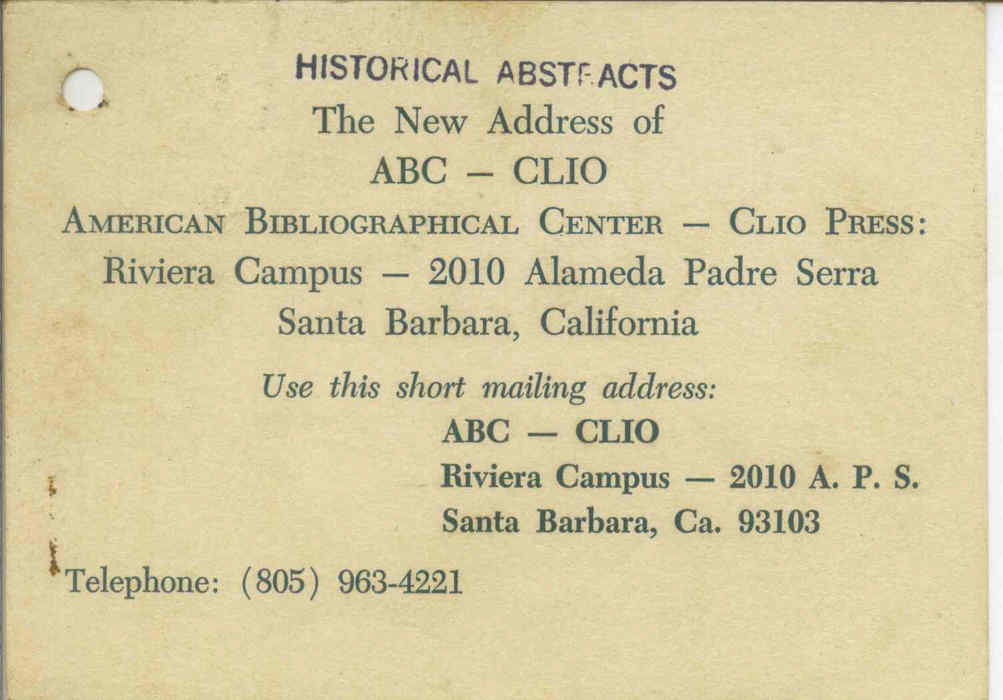 HISTORICAL ABSTRACTS
The New Address of
ABC — CLIO
AMERICAN BIBLIOGRAPHICAL CENTER — CLIO PRESS:
Riviera Campus — 2010 Alameda Padre Serra
Santa Barbara, California
Use this short mailing address:
ABC — CLIO
Riviera Campus — 2010 A. P. S.
Santa Barbara, Ca. 93103
Telephone: (805) 963-4221